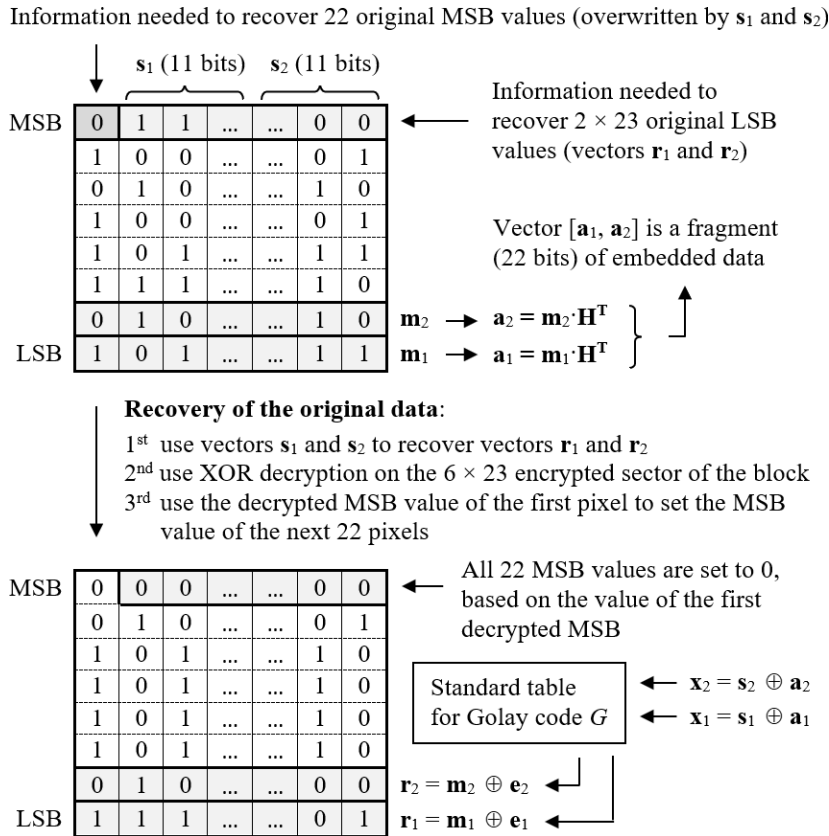 Information needed to recover 22 original MSB values (overwritten by s₁ and s₂)
s₁ (11 bits) s₂ (11 bits)
MSB 0 1 1 ... ... 0 0
1 0 0 ... ... 0 1
0 1 0 ... ... 1 0
1 0 0 ... ... 0 1
1 0 1 ... ... 1 1
1 1 1 ... ... 1 0
0 1 0 ... ... 1 0 m₂ → a₂ = m₂·Hᵀ
LSB 1 0 1 ... ... 1 1 m₁ → a₁ = m₁·Hᵀ
Information needed to
recover 2 × 23 original LSB
values (vectors r₁ and r₂)
Vector [a₁, a₂] is a fragment
(22 bits) of embedded data
Recovery of the original data:
1st use vectors s₁ and s₂ to recover vectors r₁ and r₂
2nd use XOR decryption on the 6 × 23 encrypted sector of the block
3rd use the decrypted MSB value of the first pixel to set the MSB
value of the next 22 pixels
MSB 0 0 0 ... ... 0 0
0 1 0 ... ... 0 1
1 0 1 ... ... 1 0
1 0 1 ... ... 1 0
1 0 1 ... ... 1 0
1 0 1 ... ... 1 0
0 1 0 ... ... 0 0 r₂ = m₂ ⊕ e₂
LSB 1 1 1 ... ... 0 1 r₁ = m₁ ⊕ e₁
All 22 MSB values are set to 0,
based on the value of the first
decrypted MSB
Standard table
for Golay code G
x₂ = s₂ ⊕ a₂
x₁ = s₁ ⊕ a₁